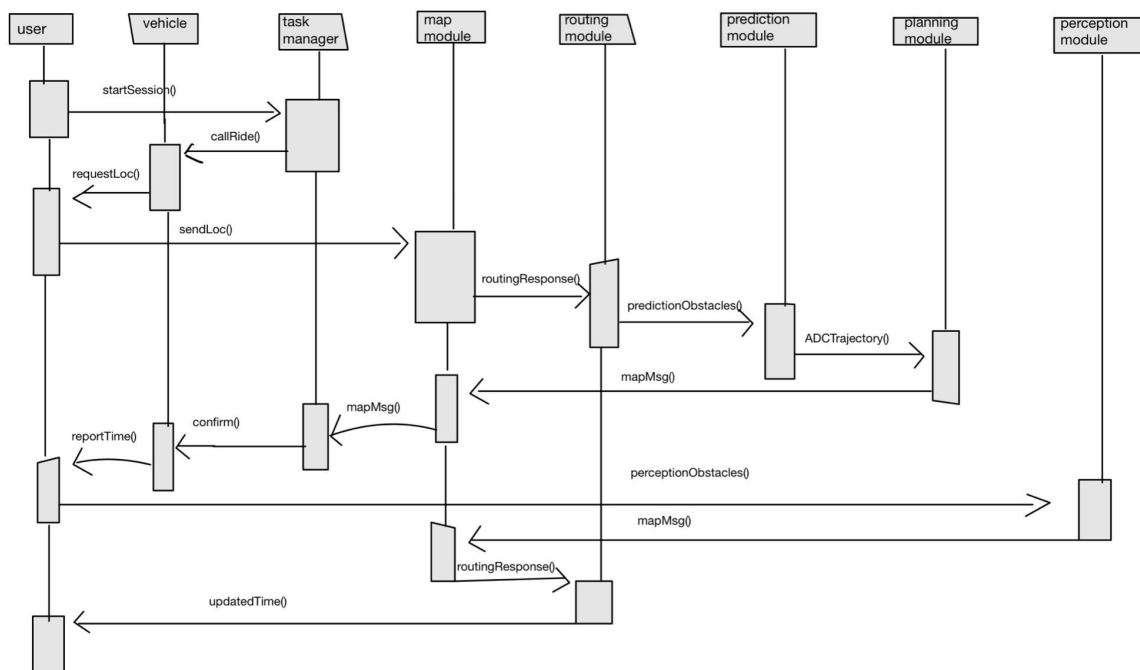 user
vehicle
task
manager
map
module
routing
module
prediction
module
planning
module
perception
module
startSession()
callRide()
requestLoc()
sendLoc()
routingResponse()
predictionObstacles()
ADCTrajectory()
mapMsg()
mapMsg()
confirm()
reportTime()
perceptionObstacles()
mapMsg()
routingResponse()
updatedTime()